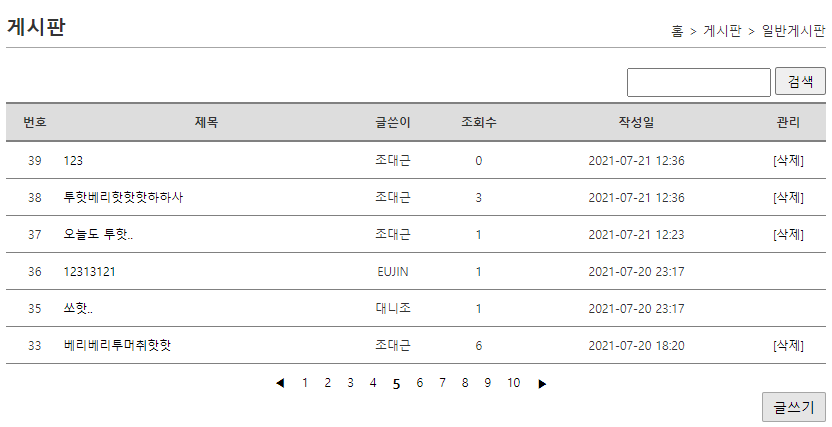 게시판
홈 > 게시판 > 일반게시판
검색
번호 제목 글쓴이 조회수 작성일 관리
39 123 조대근 0 2021-07-21 12:36 [삭제]
38 투핫베리핫핫핫하하사 조대근 3 2021-07-21 12:36 [삭제]
37 오늘도 투핫.. 조대근 1 2021-07-21 12:23 [삭제]
36 12313121 EUJIN 1 2021-07-20 23:17
35 쏘핫.. 대니조 1 2021-07-20 23:17
33 베리베리투머취핫핫 조대근 6 2021-07-20 18:20 [삭제]
◀ 1 2 3 4 5 6 7 8 9 10 ▶
글쓰기